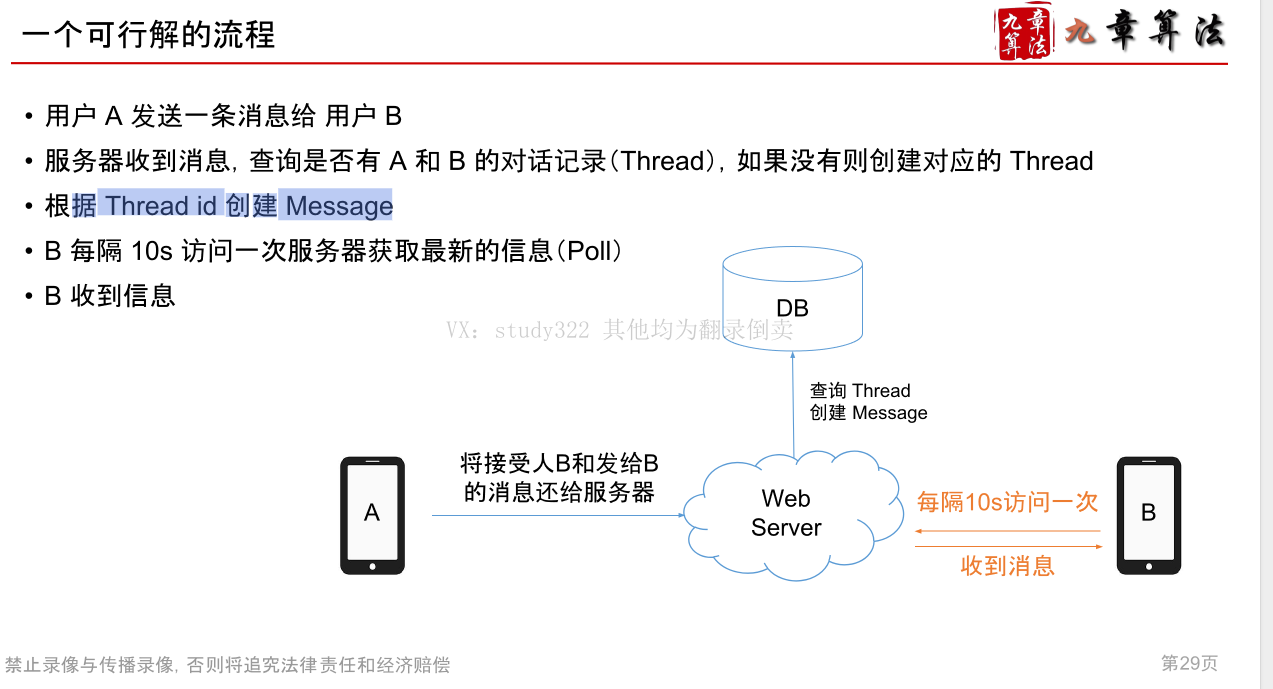 一个可行解的流程
九章算法
九章算法
• 用户 A 发送一条消息给 用户 B
• 服务器收到消息，查询是否有 A 和 B 的对话记录（Thread），如果没有则创建对应的 Thread
• 根据 Thread id 创建 Message
• B 每隔 10s 访问一次服务器获取最新的信息（Poll）
• B 收到信息
DB
VX：study322 其他均为翻录倒卖
查询 Thread
创建 Message
将接受人B和发给B
的消息还给服务器
A
Web
Server
每隔10s访问一次
收到消息
B
禁止录像与传播录像，否则将追究法律责任和经济赔偿
第29页